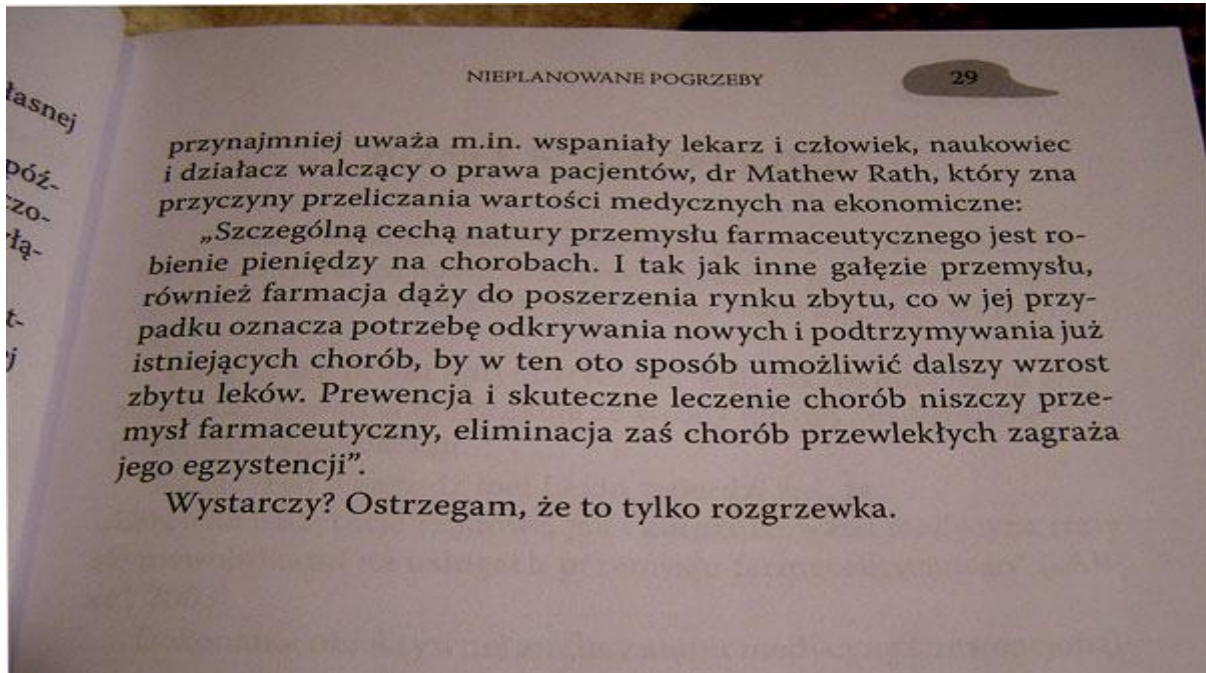 łasnej
póź-
czo-
yłą-
t-
j
NIEPLANOWANE POGRZEBY 29
przynajmniej uważa m.in. wspaniały lekarz i człowiek, naukowiec
i działacz walczący o prawa pacjentów, dr Mathew Rath, który zna
przyczyny przeliczania wartości medycznych na ekonomiczne:
„Szczególną cechą natury przemysłu farmaceutycznego jest ro-
bienie pieniędzy na chorobach. I tak jak inne gałęzie przemysłu,
również farmacja dąży do poszerzenia rynku zbytu, co w jej przy-
padku oznacza potrzebę odkrywania nowych i podtrzymywania już
istniejących chorób, by w ten oto sposób umożliwić dalszy wzrost
zbytu leków. Prewencja i skuteczne leczenie chorób niszczy prze-
mysł farmaceutyczny, eliminacja zaś chorób przewlekłych zagraża
jego egzystencji”.
Wystarczy? Ostrzegam, że to tylko rozgrzewka.